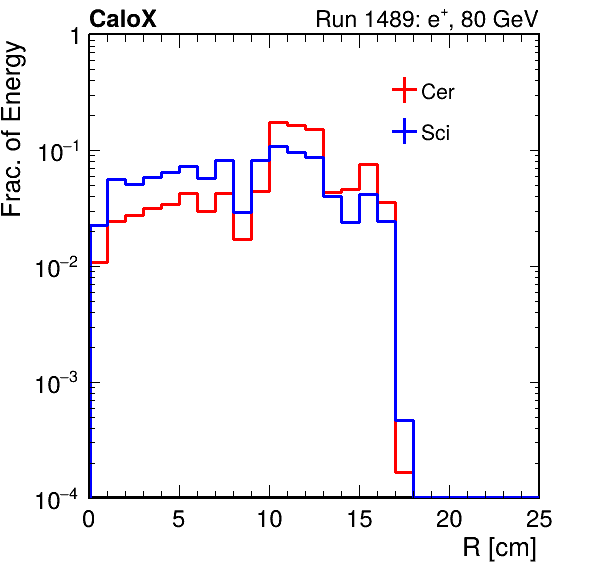 CaloX Run 1489: e⁺, 80 GeV
Frac. of Energy
1
10⁻¹
10⁻²
10⁻³
10⁻⁴
Cer
Sci
0 5 10 15 20 25
R [cm]